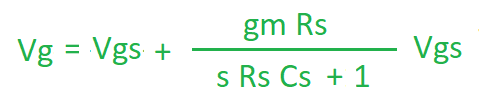 gm Rs
Vg = Vgs + Vgs
s Rs Cs + 1